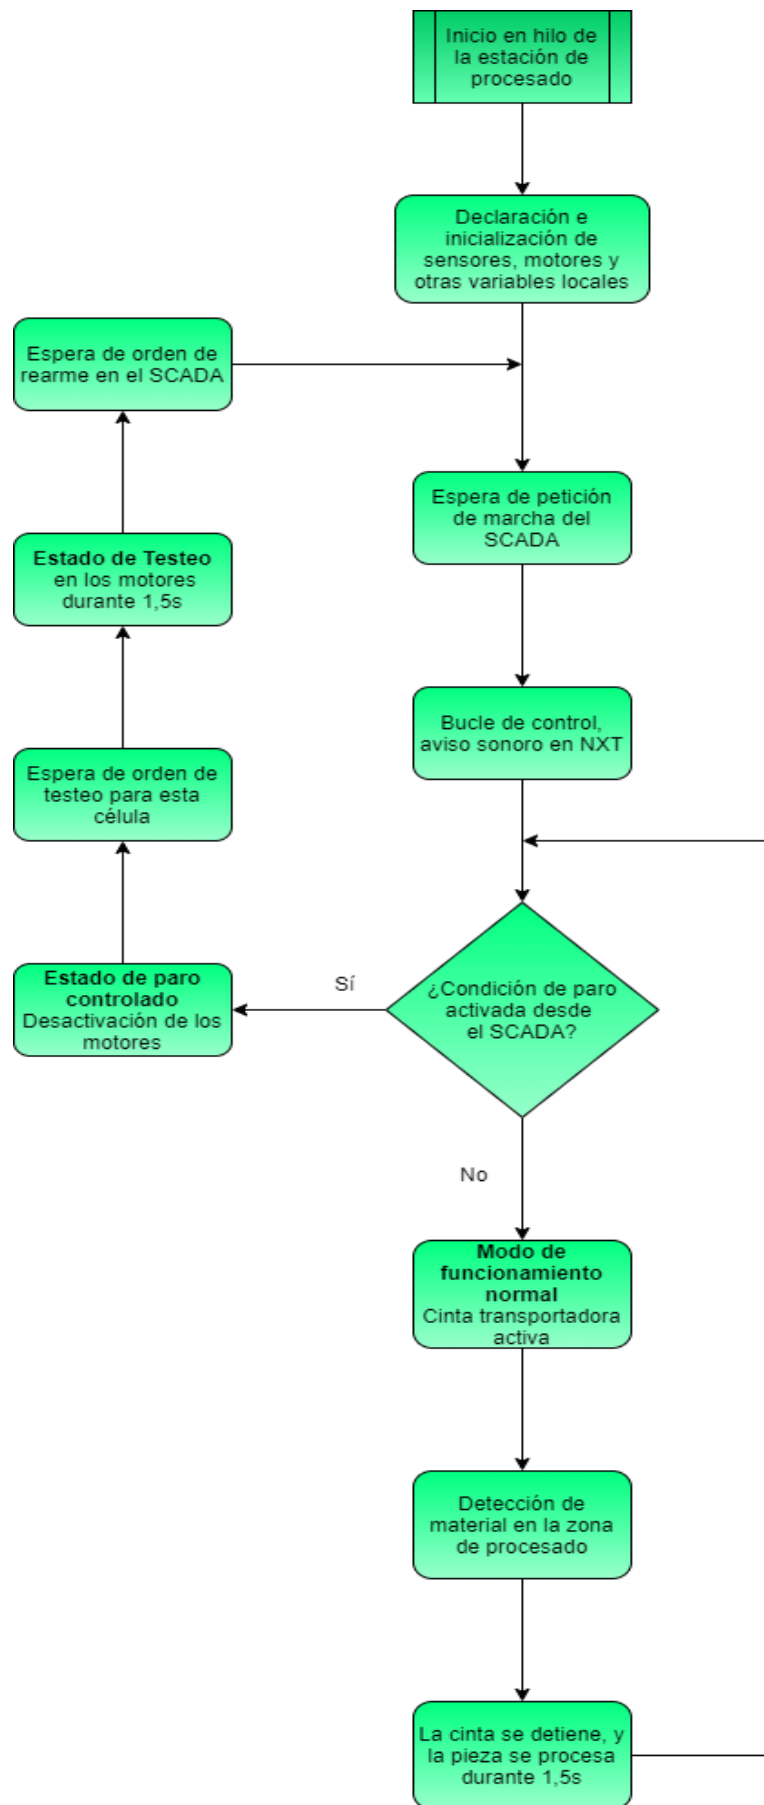 Inicio en hilo de
la estación de
procesado
Declaración e
inicialización de
sensores, motores y
otras variables locales
Espera de orden de
rearme en el SCADA
Espera de petición
de marcha del
SCADA
Estado de Testeo
en los motores
durante 1,5s
Bucle de control,
aviso sonoro en NXT
Espera de orden de
testeo para esta
célula
¿Condición de paro
activada desde
el SCADA?
Sí
Estado de paro
controlado
Desactivación de los
motores
No
Modo de
funcionamiento
normal
Cinta transportadora
activa
Detección de
material en la zona
de procesado
La cinta se detiene, y
la pieza se procesa
durante 1,5s